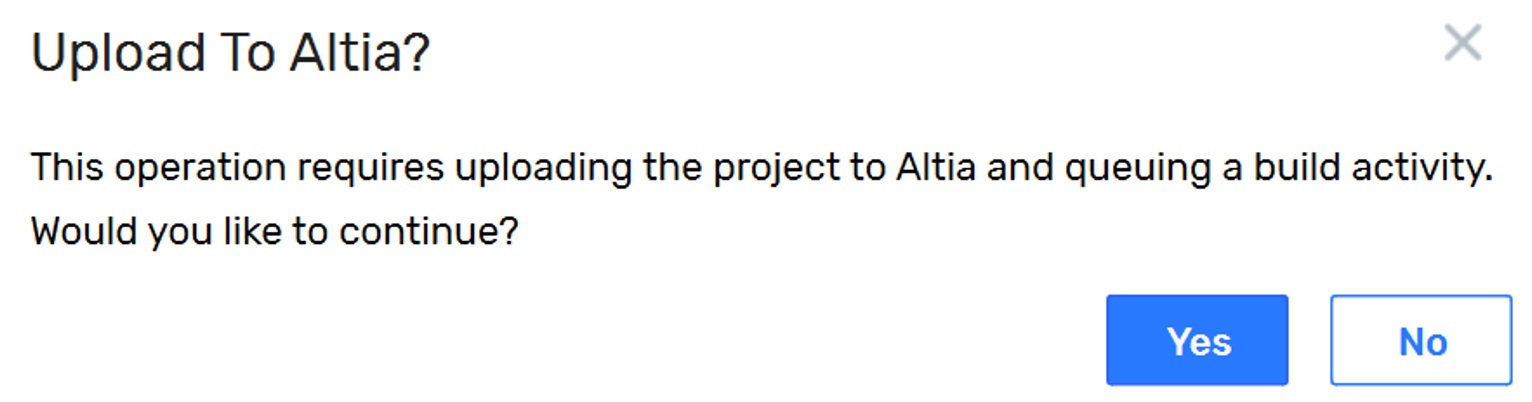 Upload To Altia?
This operation requires uploading the project to Altia and queuing a build activity.
Would you like to continue?
Yes No